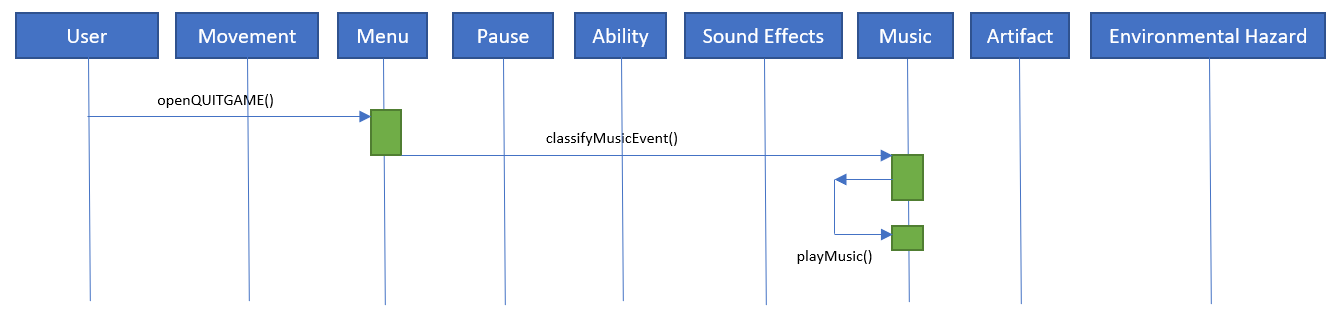 User
Movement
Menu
Pause
Ability
Sound Effects
Music
Artifact
Environmental Hazard
openQUITGAME()
classifyMusicEvent()
playMusic()